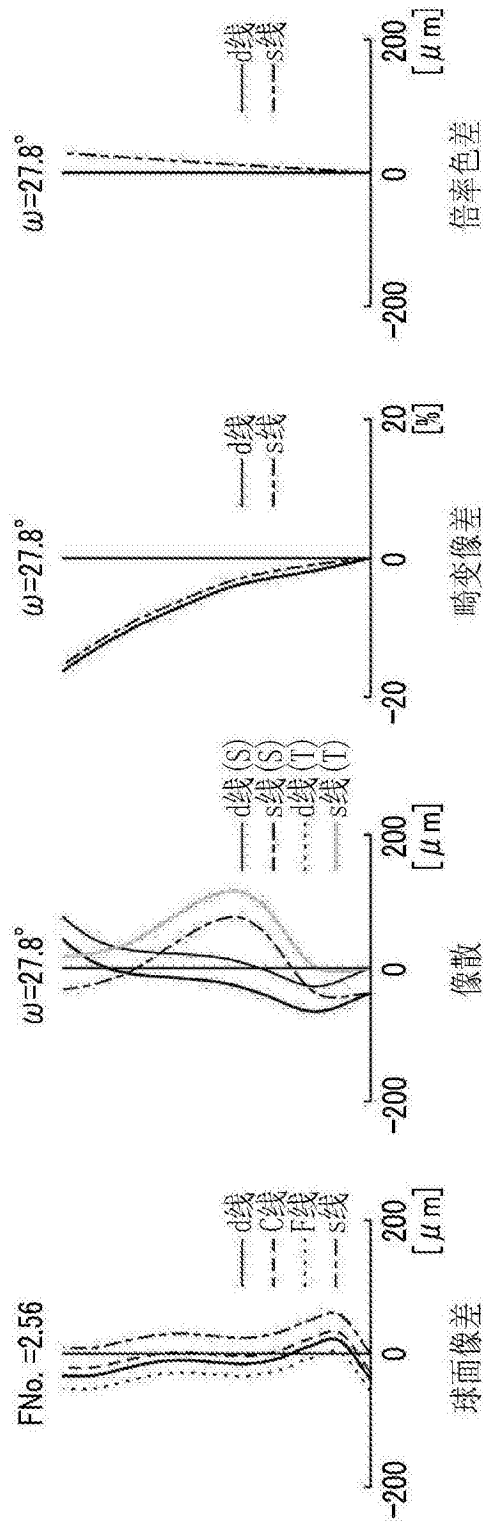 FNo. =2.56
d线
C线
F线
s线
-200
0
200
[μm]
球面像差
ω=27.8°
d线(S)
s线(S)
d线(T)
s线(T)
-200
0
200
[μm]
像散
ω=27.8°
d线
s线
-20
0
20
[%]
畸变像差
ω=27.8°
d线
s线
-200
0
200
[μm]
倍率色差